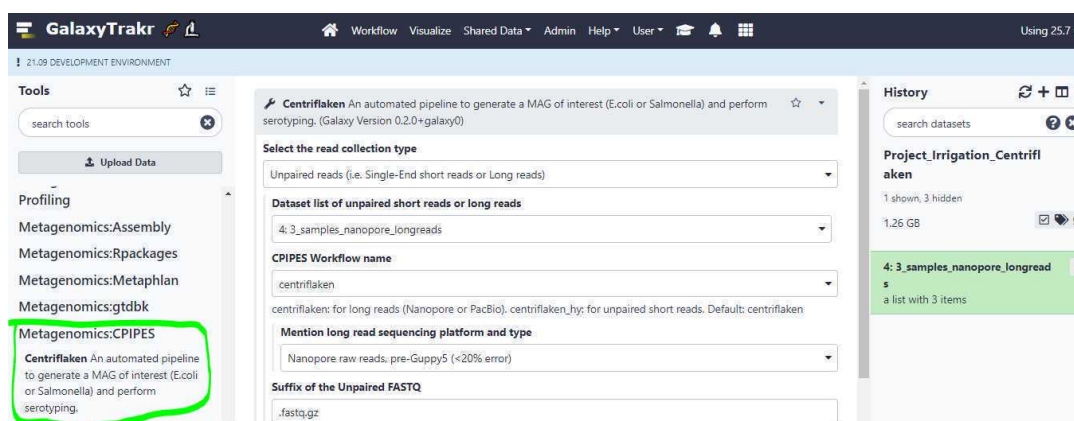 GalaxyTrakr
Workflow Visualize Shared Data Admin Help User
Using 25.7
! 21.09 DEVELOPMENT ENVIRONMENT
Tools
search tools
Upload Data
Profiling
Metagenomics:Assembly
Metagenomics:Rpackages
Metagenomics:Metaphlan
Metagenomics:gtdbk
Metagenomics:CPIPES
Centriflaken An automated pipeline
to generate a MAG of interest (E.coli
or Salmonella) and perform
serotyping.
Centriflaken An automated pipeline to generate a MAG of interest (E.coli or Salmonella) and perform
serotyping. (Galaxy Version 0.2.0+galaxy0)
Select the read collection type
Unpaired reads (i.e. Single-End short reads or Long reads)
Dataset list of unpaired short reads or long reads
4: 3_samples_nanopore_longreads
CPIPES Workflow name
centriflaken
centriflaken: for long reads (Nanopore or PacBio). centriflaken_hy: for unpaired short reads. Default: centriflaken
Mention long read sequencing platform and type
Nanopore raw reads, pre-Guppy5 (<20% error)
Suffix of the Unpaired FASTQ
.fastq.gz
History
search datasets
Project_Irrigation_Centrifl
aken
1 shown, 3 hidden
1.26 GB
4: 3_samples_nanopore_longread
s
a list with 3 items